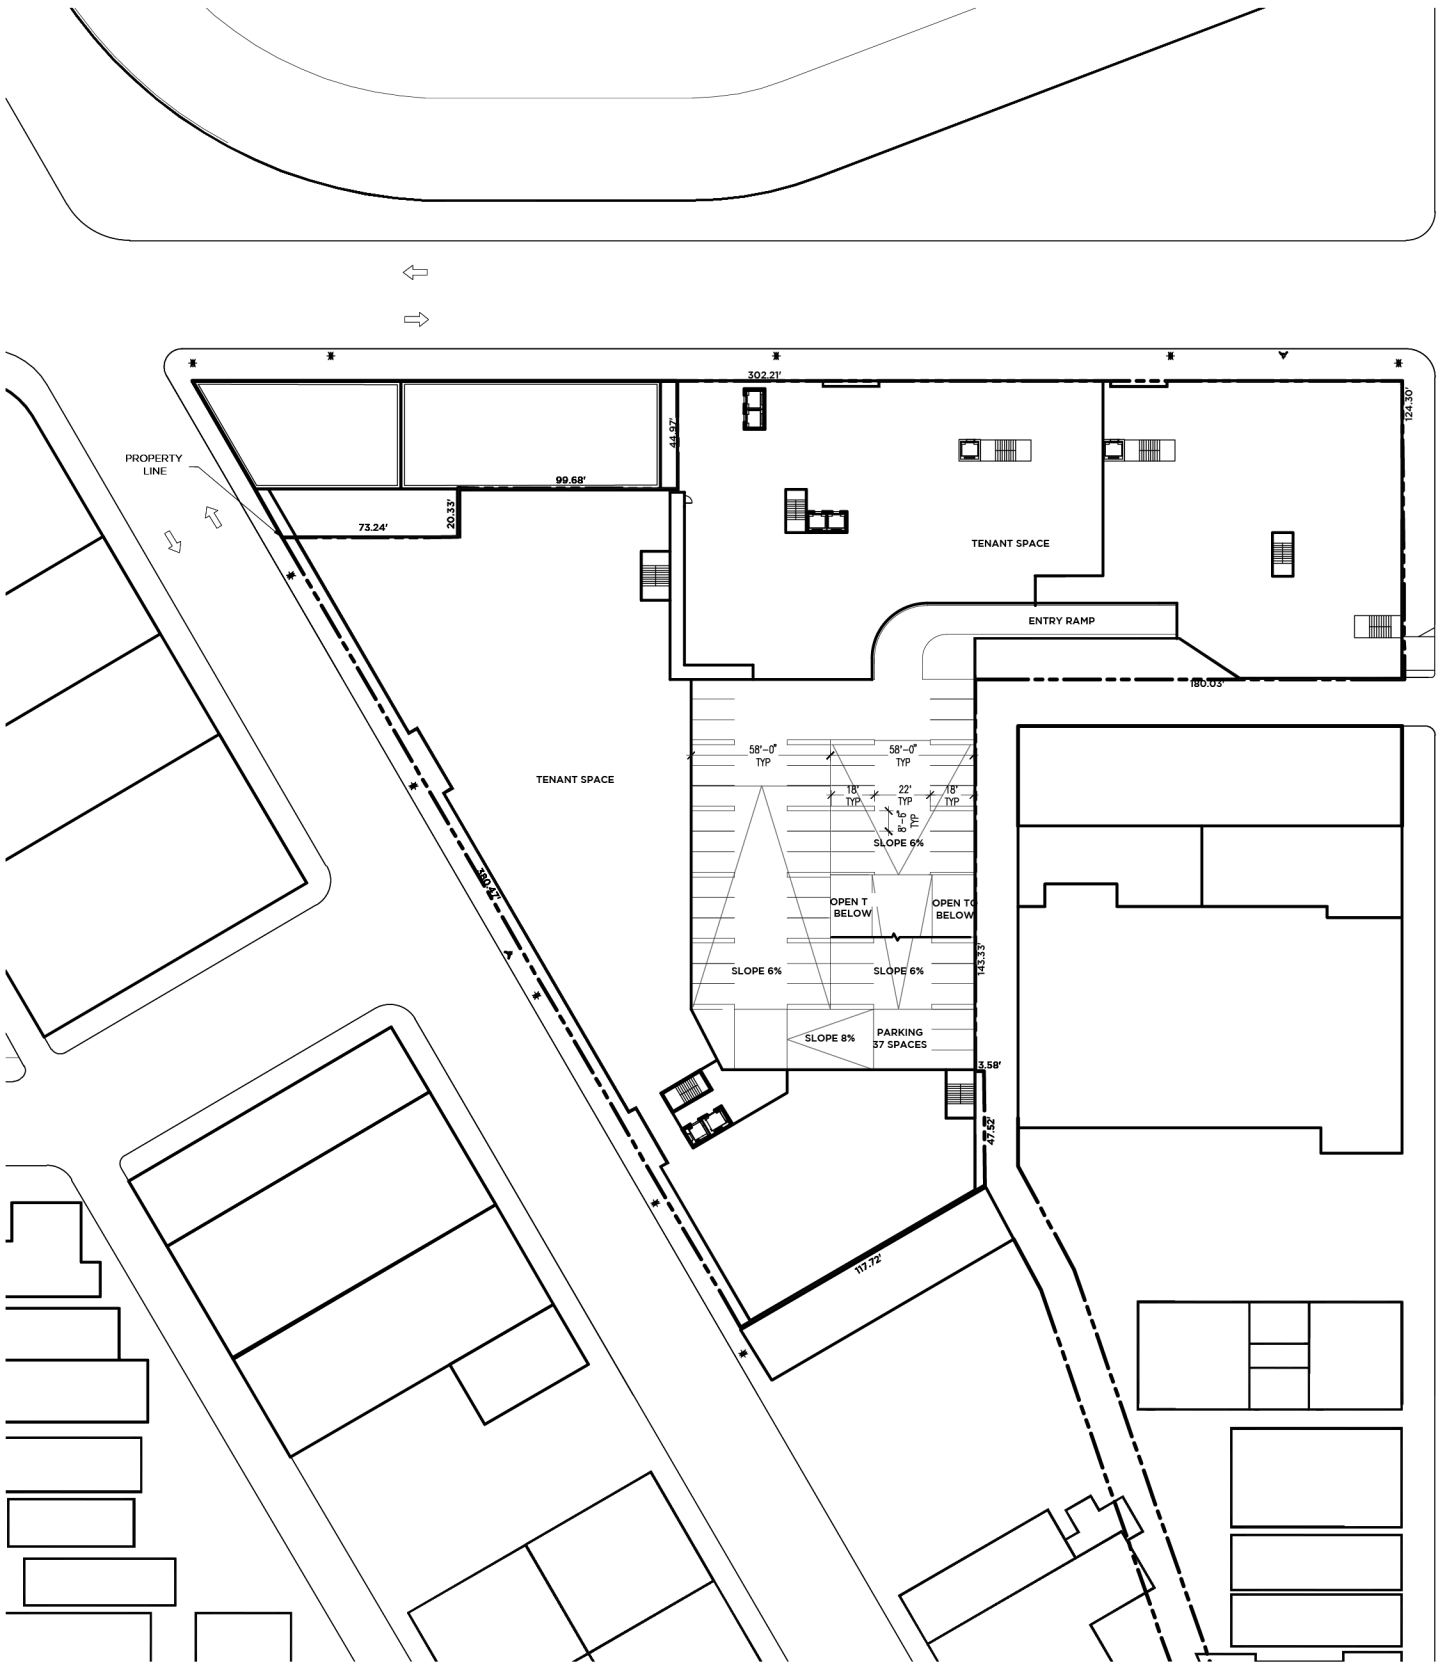 302.21'
124.30'
44.97'
PROPERTY
LINE
99.68'
20.33'
73.24'
TENANT SPACE
ENTRY RAMP
180.03'
58'-0"
TYP
58'-0"
TYP
TENANT SPACE
18'
TYP
22'
TYP
18'
TYP
8'-6"
TYP
SLOPE 6%
380.47'
OPEN T
BELOW
OPEN TO
BELOW
143.33'
SLOPE 6%
SLOPE 6%
SLOPE 8%
PARKING
37 SPACES
3.58'
47.52'
117.72'